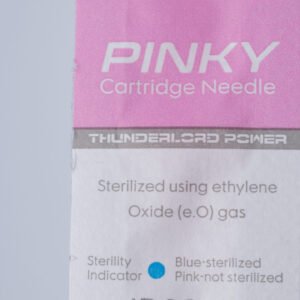 PINKY
Cartridge Needle
THUNDERLORD POWER
Sterilized using ethylene
Oxide (e.O) gas
Sterility Blue-sterilized
Indicator Pink-not sterilized